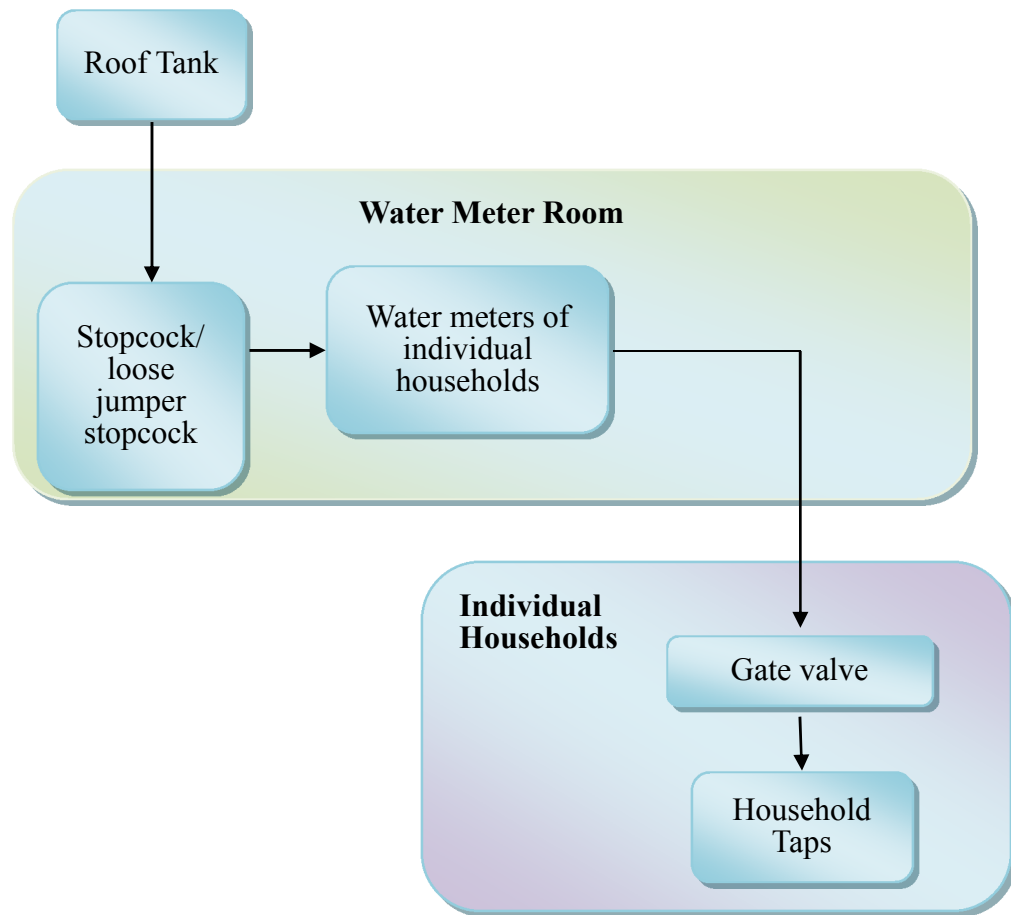 Roof Tank
Water Meter Room
Stopcock/
loose
jumper
stopcock
Water meters of
individual
households
Individual
Households
Gate valve
Household
Taps